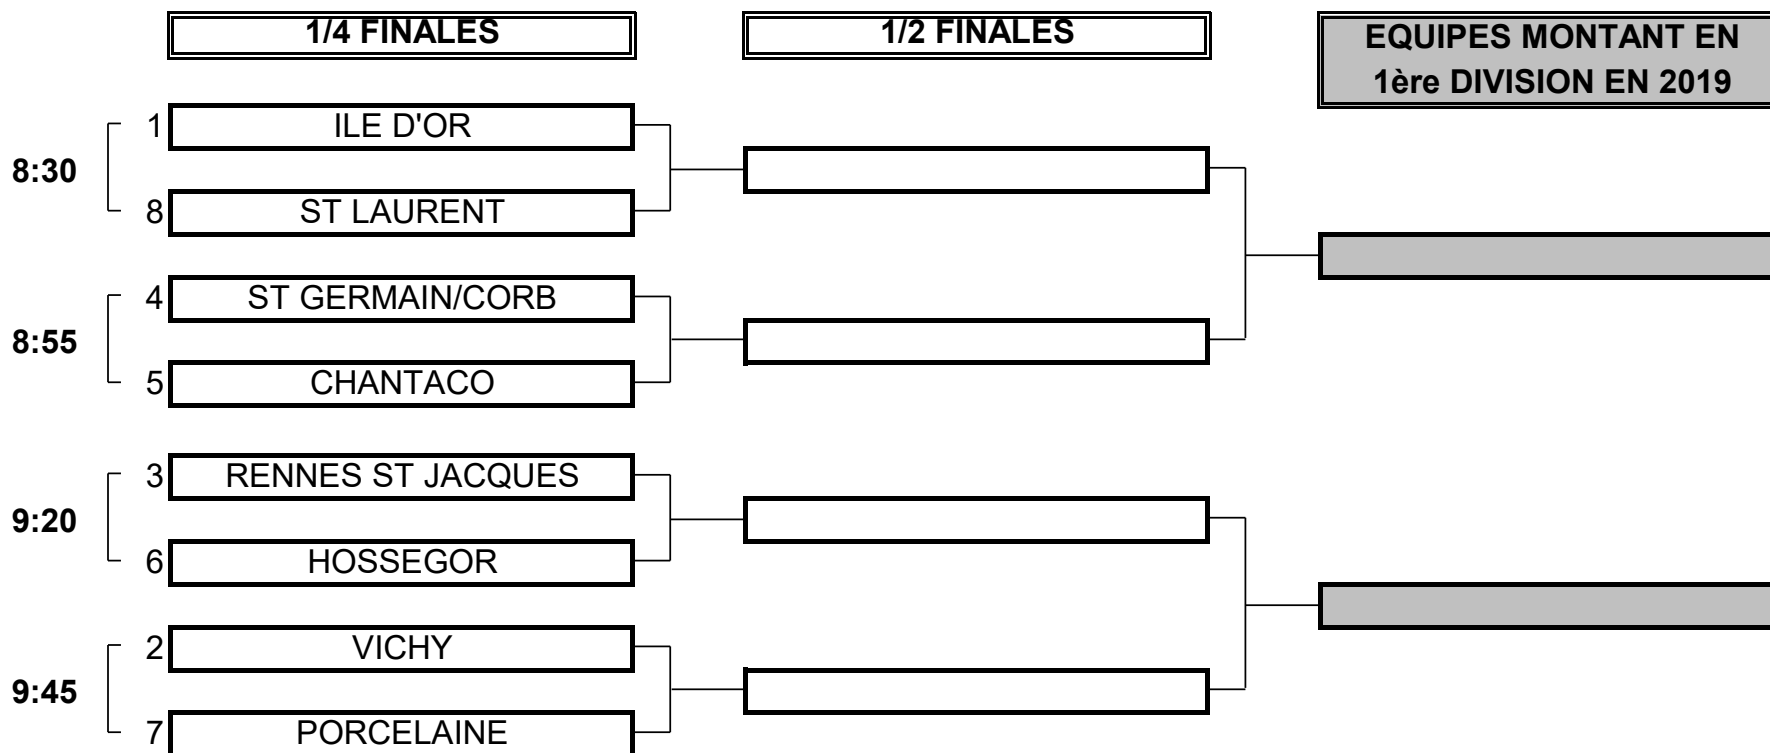 1/4 FINALES
1/2 FINALES
EQUIPES MONTANT EN
1ère DIVISION EN 2019
1 ILE D'OR
8:30
8 ST LAURENT
4 ST GERMAIN/CORB
8:55
5 CHANTACO
3 RENNES ST JACQUES
9:20
6 HOSSEGOR
2 VICHY
9:45
7 PORCELAINE